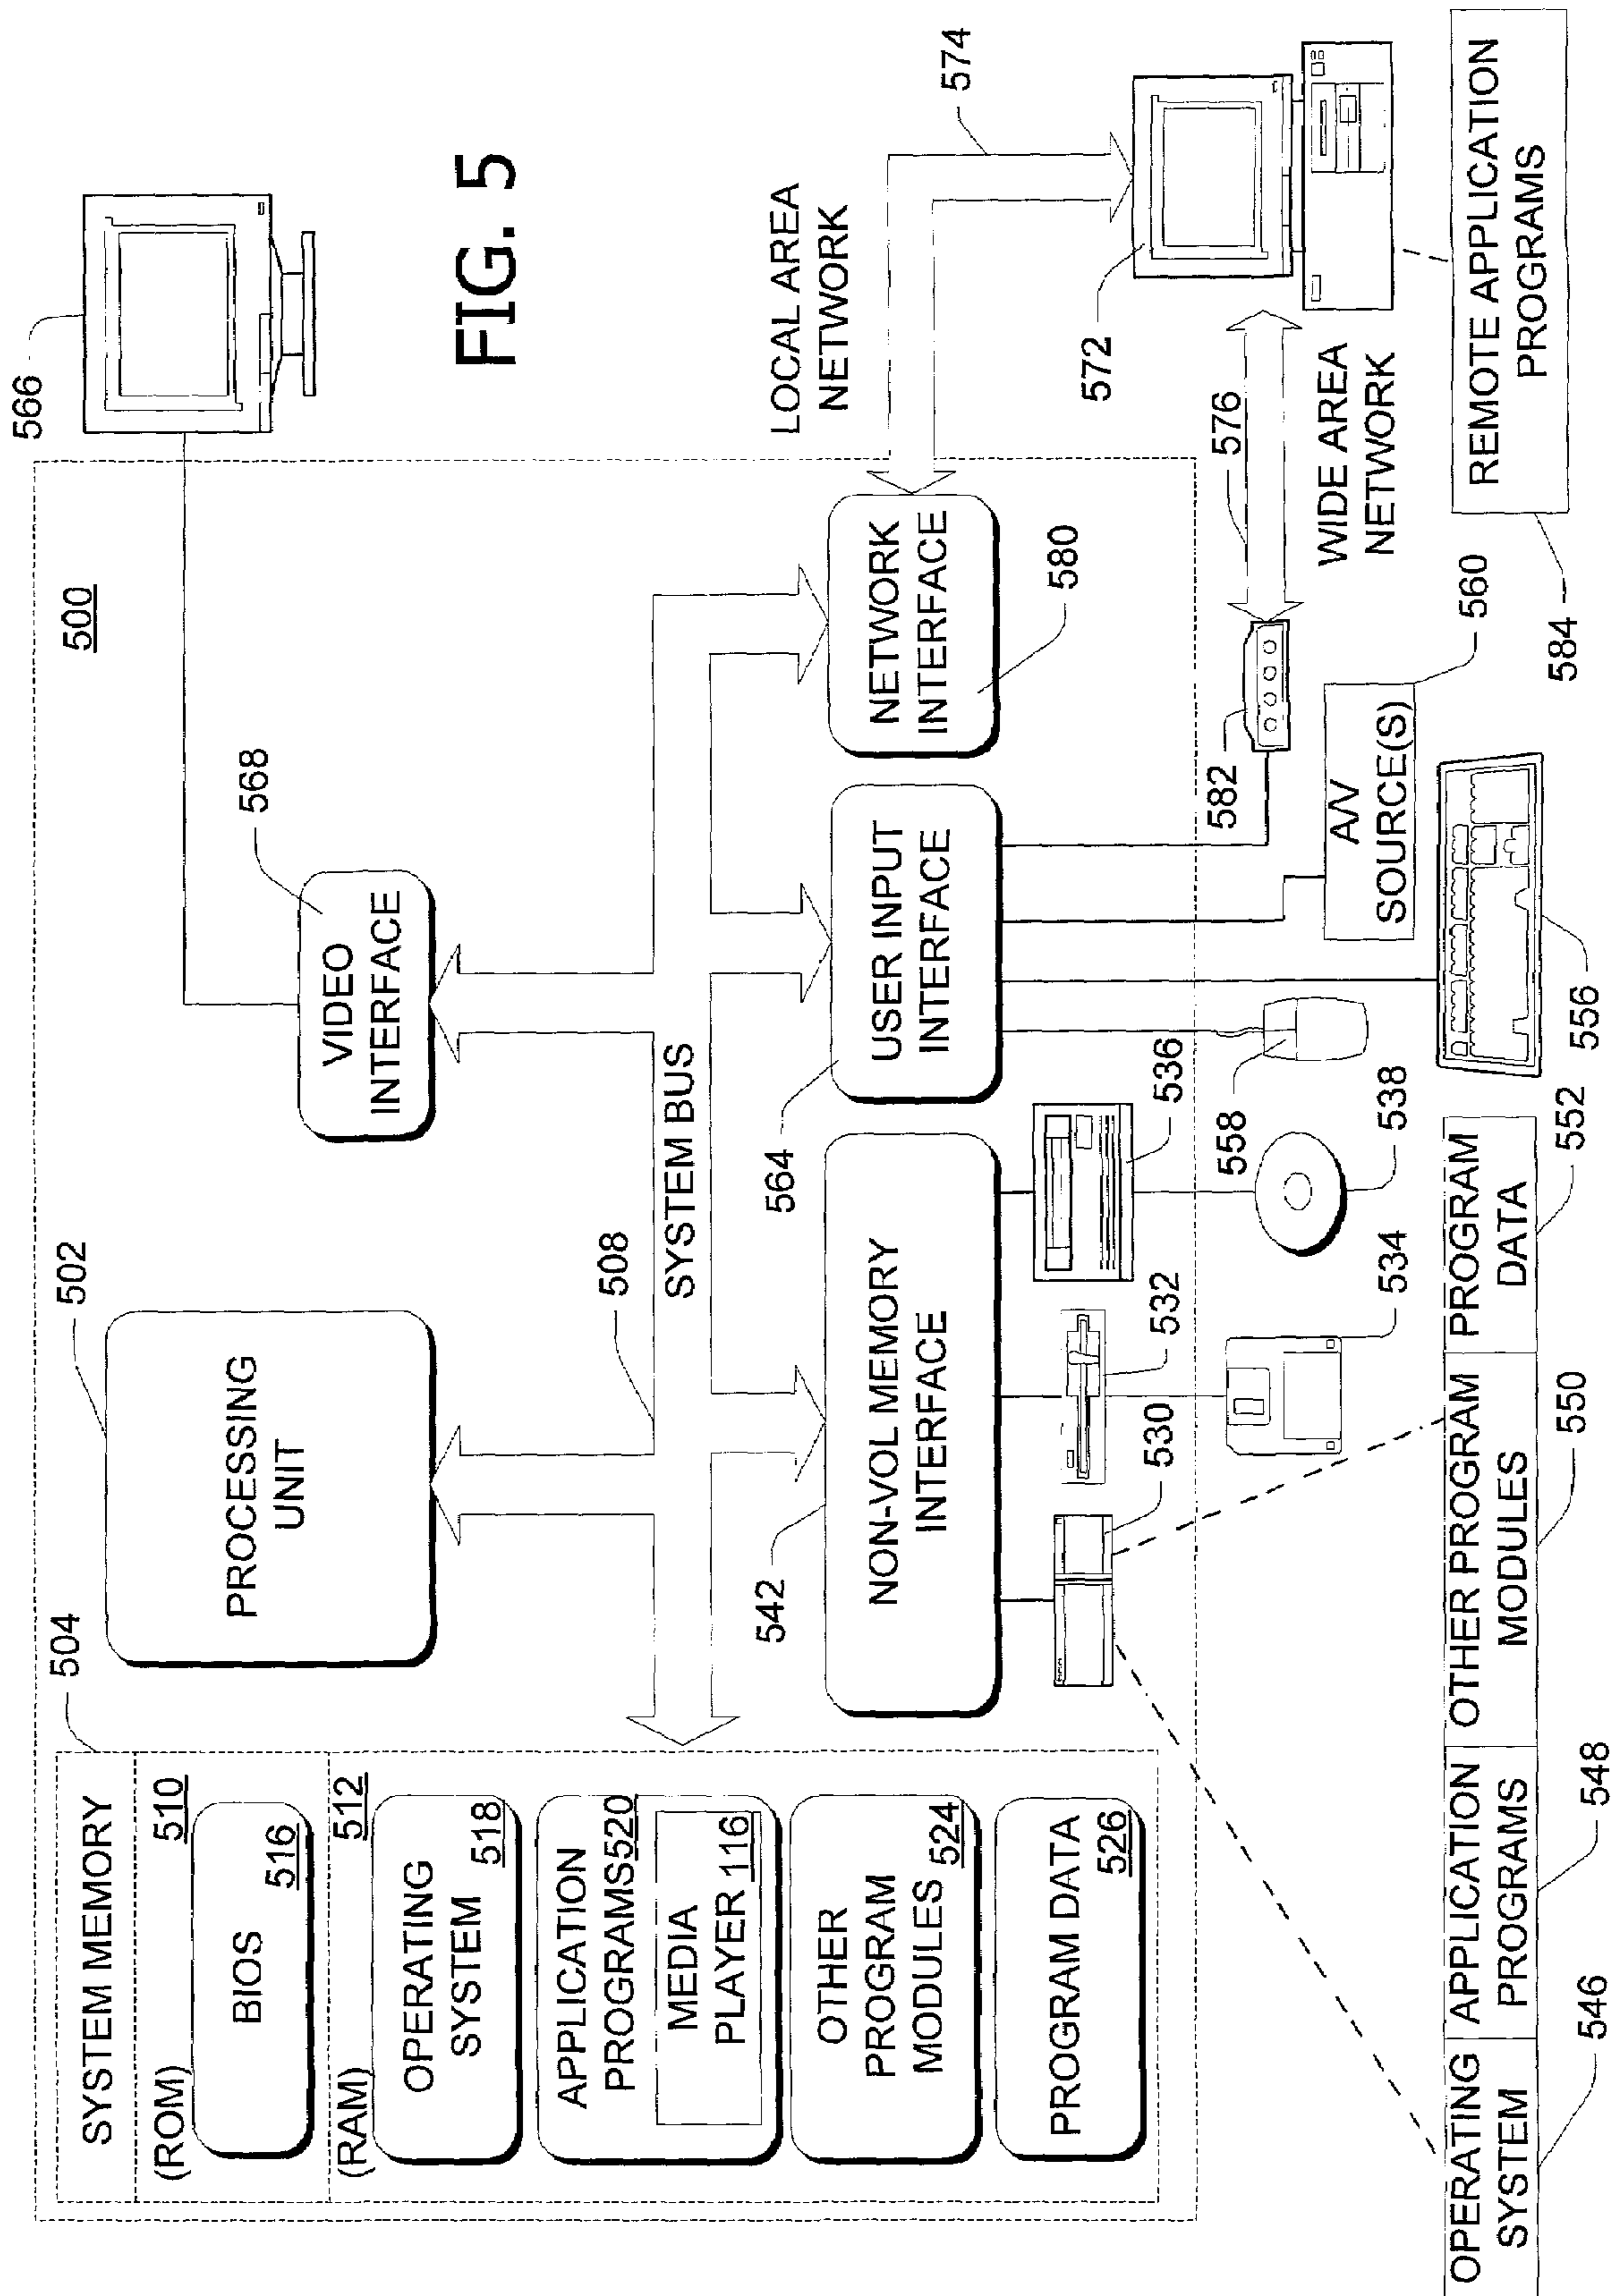 500
566
FIG. 5
504
502
568
SYSTEM MEMORY
(ROM) 510
BIOS
516
(RAM) 512
OPERATING
SYSTEM 518
APPLICATION
PROGRAMS520
MEDIA
PLAYER 116
OTHER
PROGRAM
MODULES 524
PROGRAM DATA
526
PROCESSING
UNIT
VIDEO
INTERFACE
508
SYSTEM BUS
542
NON-VOL MEMORY
INTERFACE
564
USER INPUT
INTERFACE
NETWORK
INTERFACE
580
LOCAL AREA
NETWORK
574
572
530
532
536
534
538
558
556
582
576
WIDE AREA
NETWORK
A/V
SOURCE(S)
560
584
REMOTE APPLICATION
PROGRAMS
OPERATING
SYSTEM
546
APPLICATION
PROGRAMS
548
OTHER PROGRAM
MODULES
550
PROGRAM
DATA
552